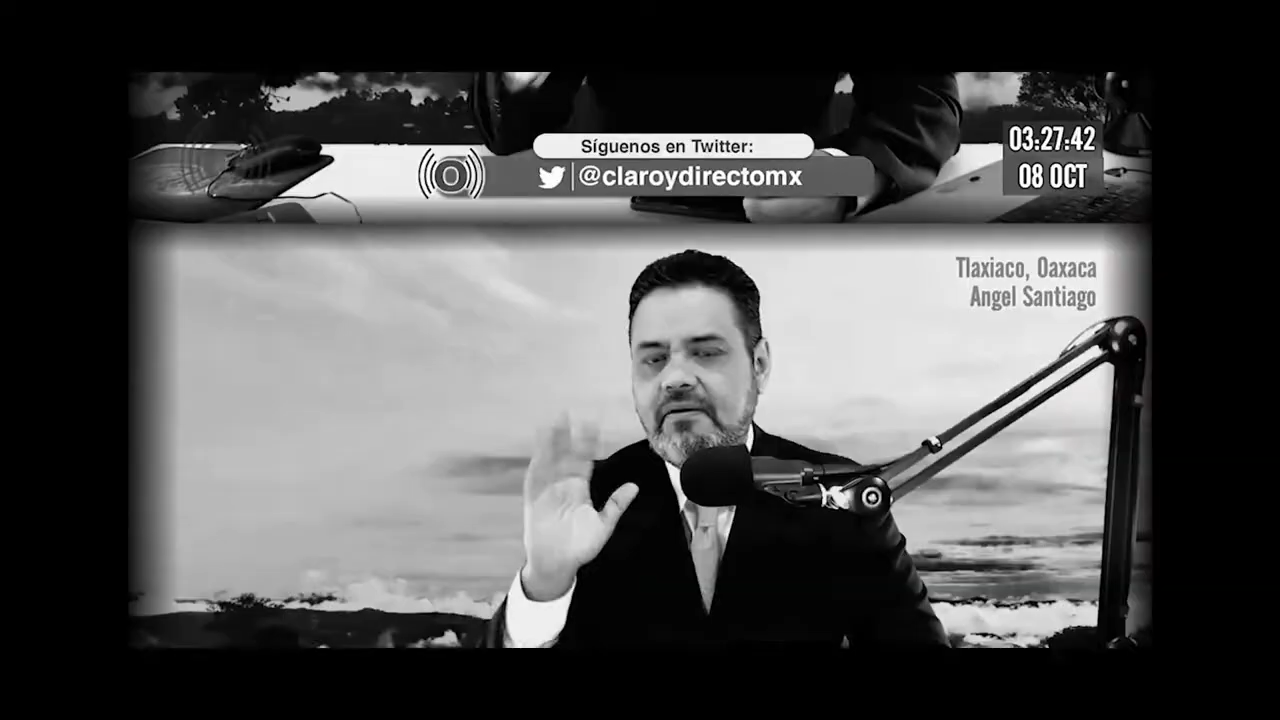 Síguenos en Twitter:
@claroydirectomx
03:27:42
08 OCT
Tlaxiaco, Oaxaca
Angel Santiago